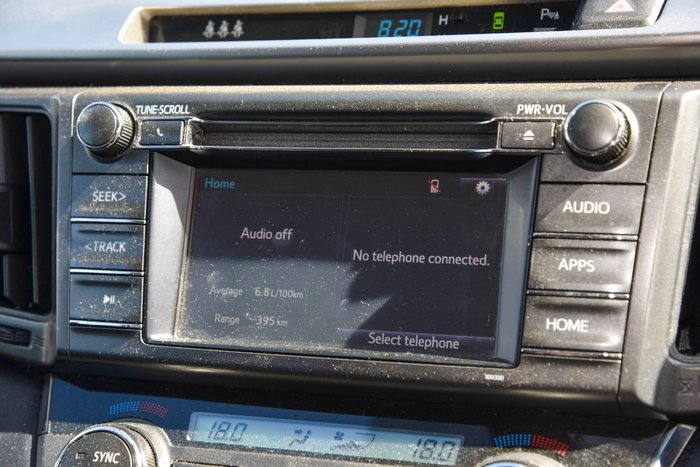 8:20 H P
TUNE·SCROLL
PWR·VOL
SEEK>
<TRACK
Home
Audio off
No telephone connected.
Average 6.8 L/100km
Range 395 km
Select telephone
AUDIO
APPS
HOME
100380
SYNC
18.0
18.0